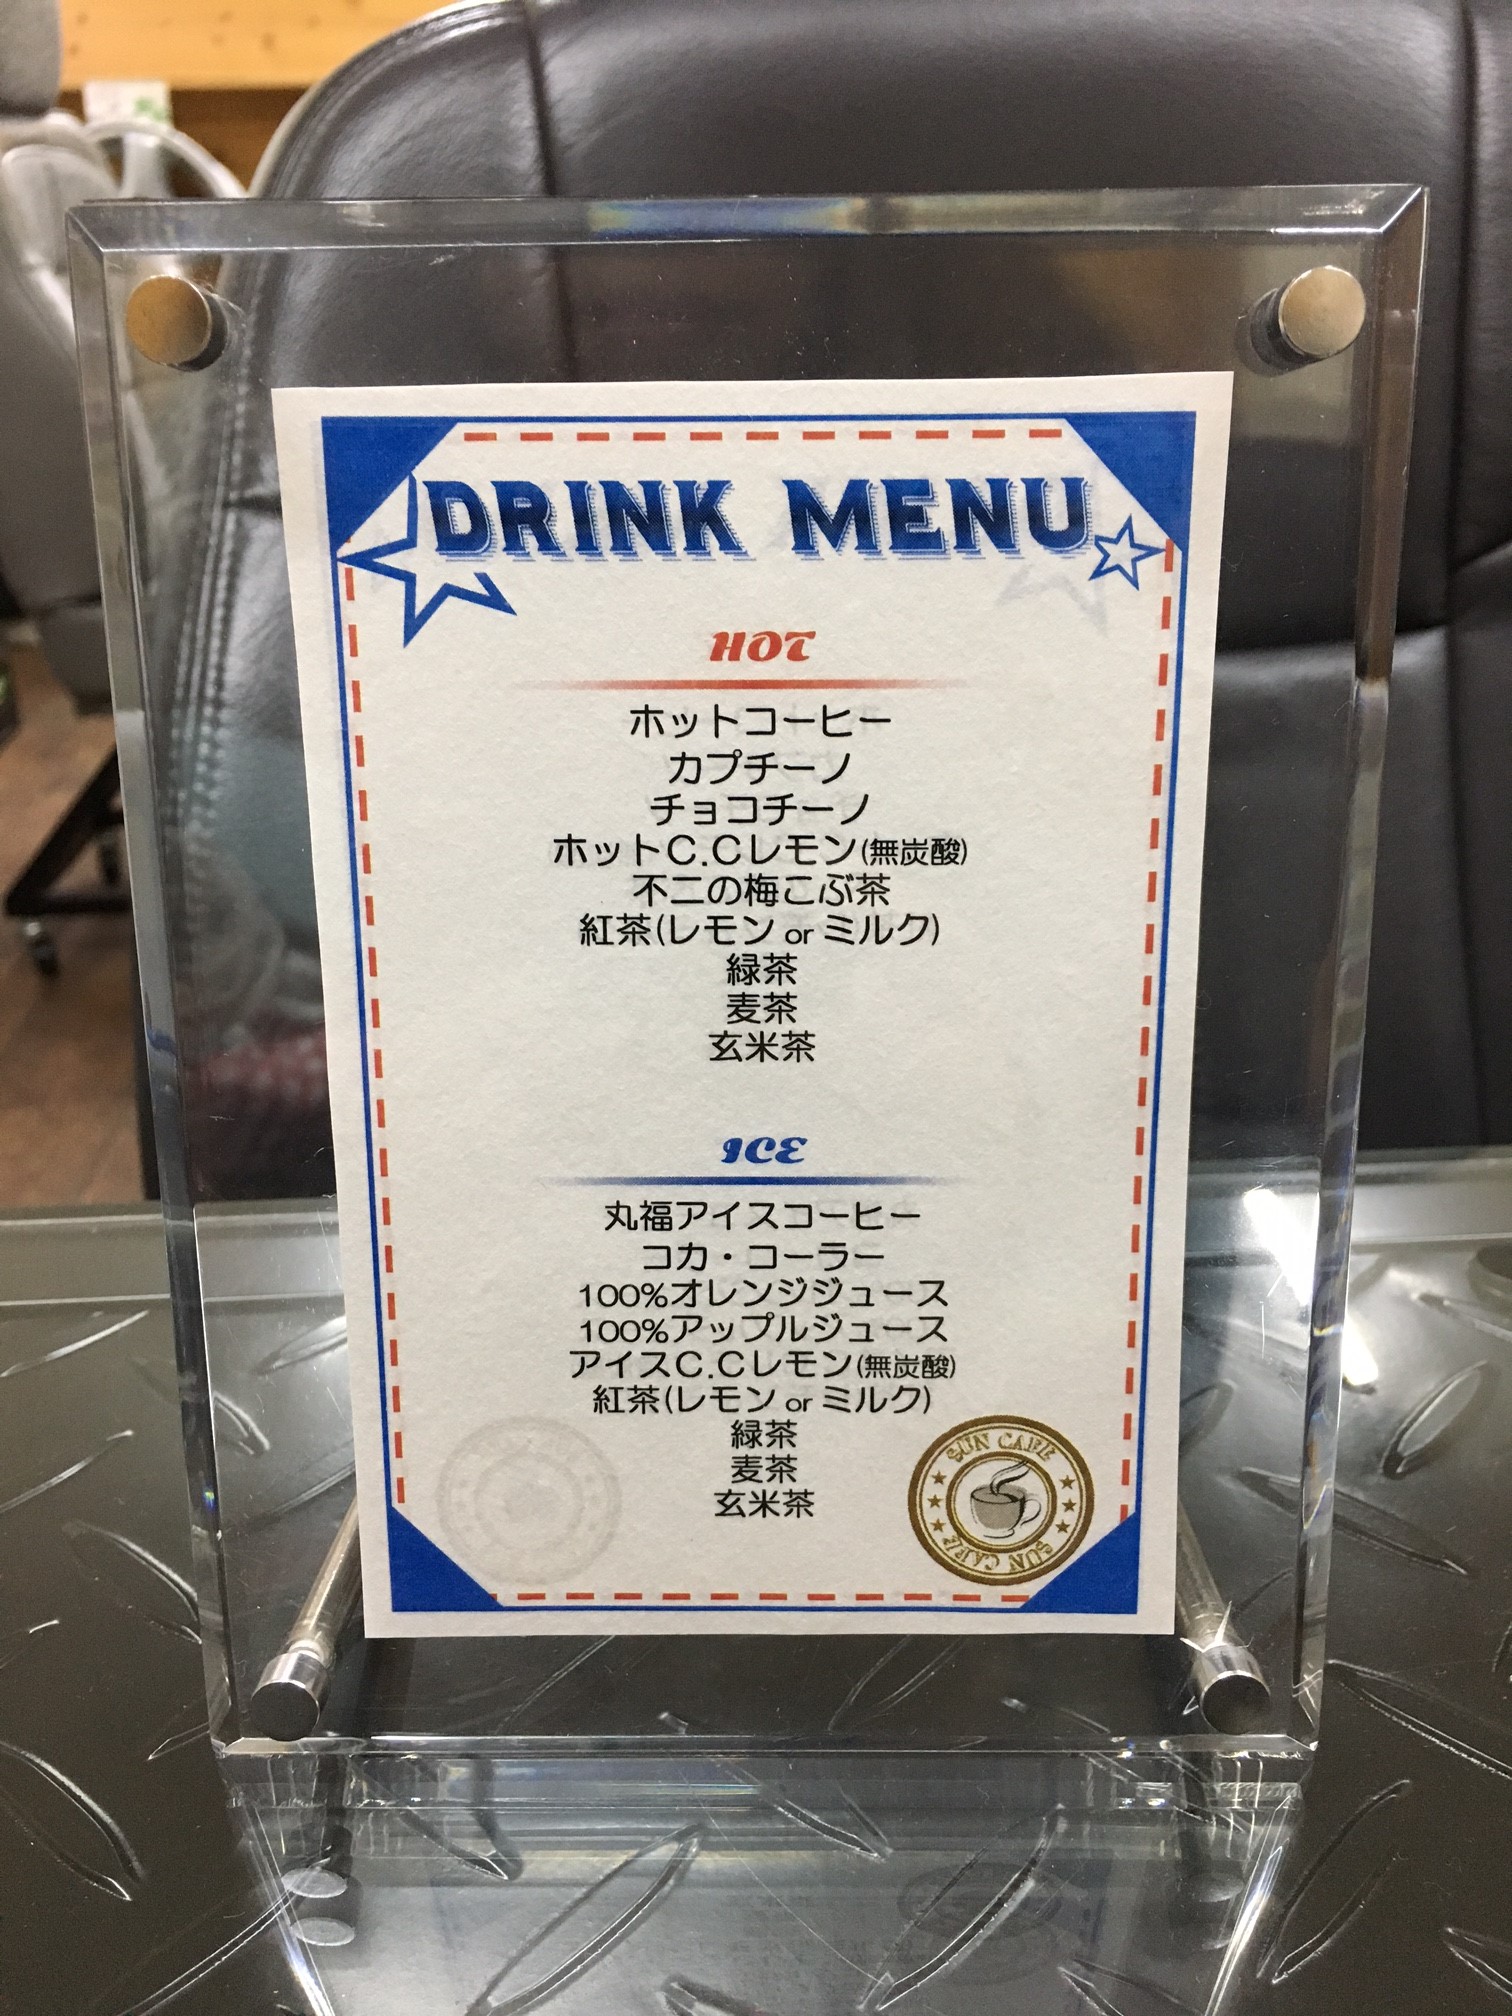 DRINK MENU
HOT
ホットコーヒー
カプチーノ
チョコチーノ
ホットC.Cレモン(無炭酸)
不二の梅こぶ茶
紅茶(レモン or ミルク)
緑茶
麦茶
玄米茶
ICE
丸福アイスコーヒー
コカ・コーラー
100%オレンジジュース
100%アップルジュース
アイスC.Cレモン(無炭酸)
紅茶(レモン or ミルク)
緑茶
麦茶
玄米茶
SUN CAFE
SUN CAFE